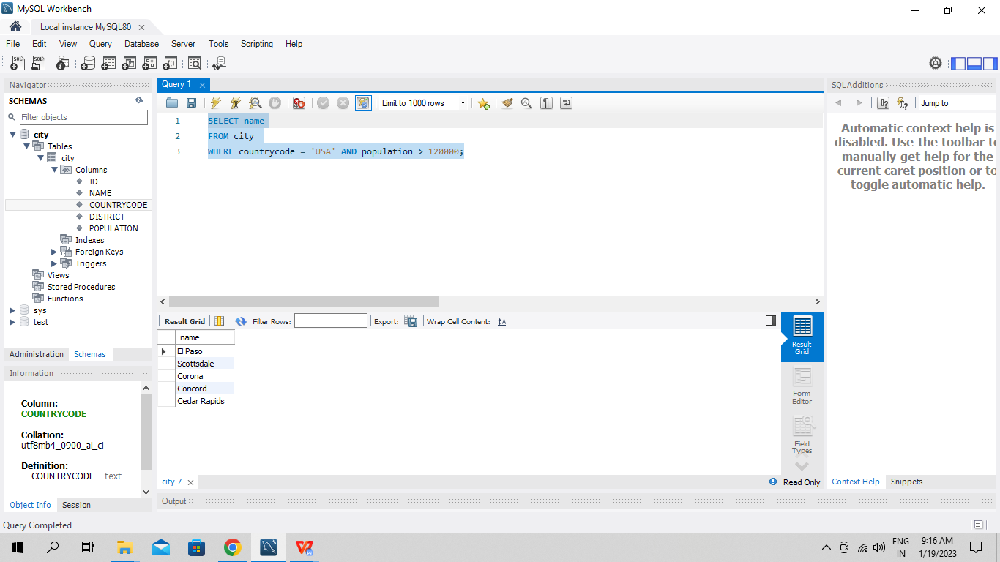 MySQL Workbench
Local instance MySQL80
File Edit View Query Database Server Tools Scripting Help
Navigator
SCHEMAS
Filter objects
city
Tables
city
Columns
ID
NAME
COUNTRYCODE
DISTRICT
POPULATION
Indexes
Foreign Keys
Triggers
Views
Stored Procedures
Functions
sys
test
Administration Schemas
Information
Column:
COUNTRYCODE
Collation:
utf8mb4_0900_ai_ci
Definition:
COUNTRYCODE text
Object Info Session
Query 1
Limit to 1000 rows
1 SELECT name
2 FROM city
3 WHERE countrycode = 'USA' AND population > 120000;
Result Grid Filter Rows: Export: Wrap Cell Content:
name
El Paso
Scottsdale
Corona
Concord
Cedar Rapids
Result
Grid
Form
Editor
Field
Types
city 7
Read Only
Output
SQLAdditions
Jump to
Automatic context help is
disabled. Use the toolbar to
manually get help for the
current caret position or to
toggle automatic help.
Context Help Snippets
Query Completed
ENG
IN
9:16 AM
1/19/2023